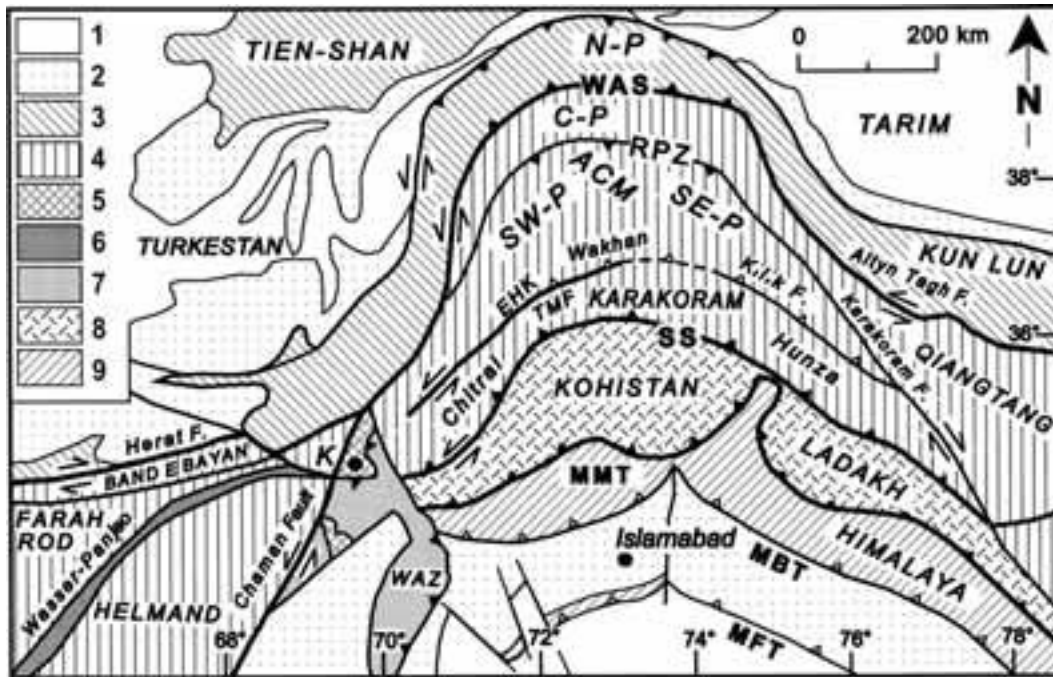 1
2
3
4
5
6
7
8
9
TIEN-SHAN
N-P
0 200 km
N
WAS
C-P
TARIM
RPZ
38°
ACM
SW-P
SE-P
TURKESTAN
Wakhan
Kilik F.
KUN LUN
Altyn Tagh F.
EHK
TMF
KARAKORAM
Karakoram F.
36°
SS
QIANGTANG
Chitral
Hunza
KOHISTAN
Herat F.
K
BAND E BAYAN
LADAKH
MMT
FARAH
ROD
Chaman Fault
Islamabad
HIMALAYA
MBT
WAZ
HELMAND
MFT
68°
70°
72°
74°
76°
78°